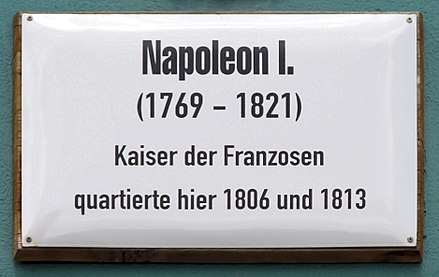 Napoleon I.
(1769 – 1821)
Kaiser der Franzosen
quartierte hier 1806 und 1813